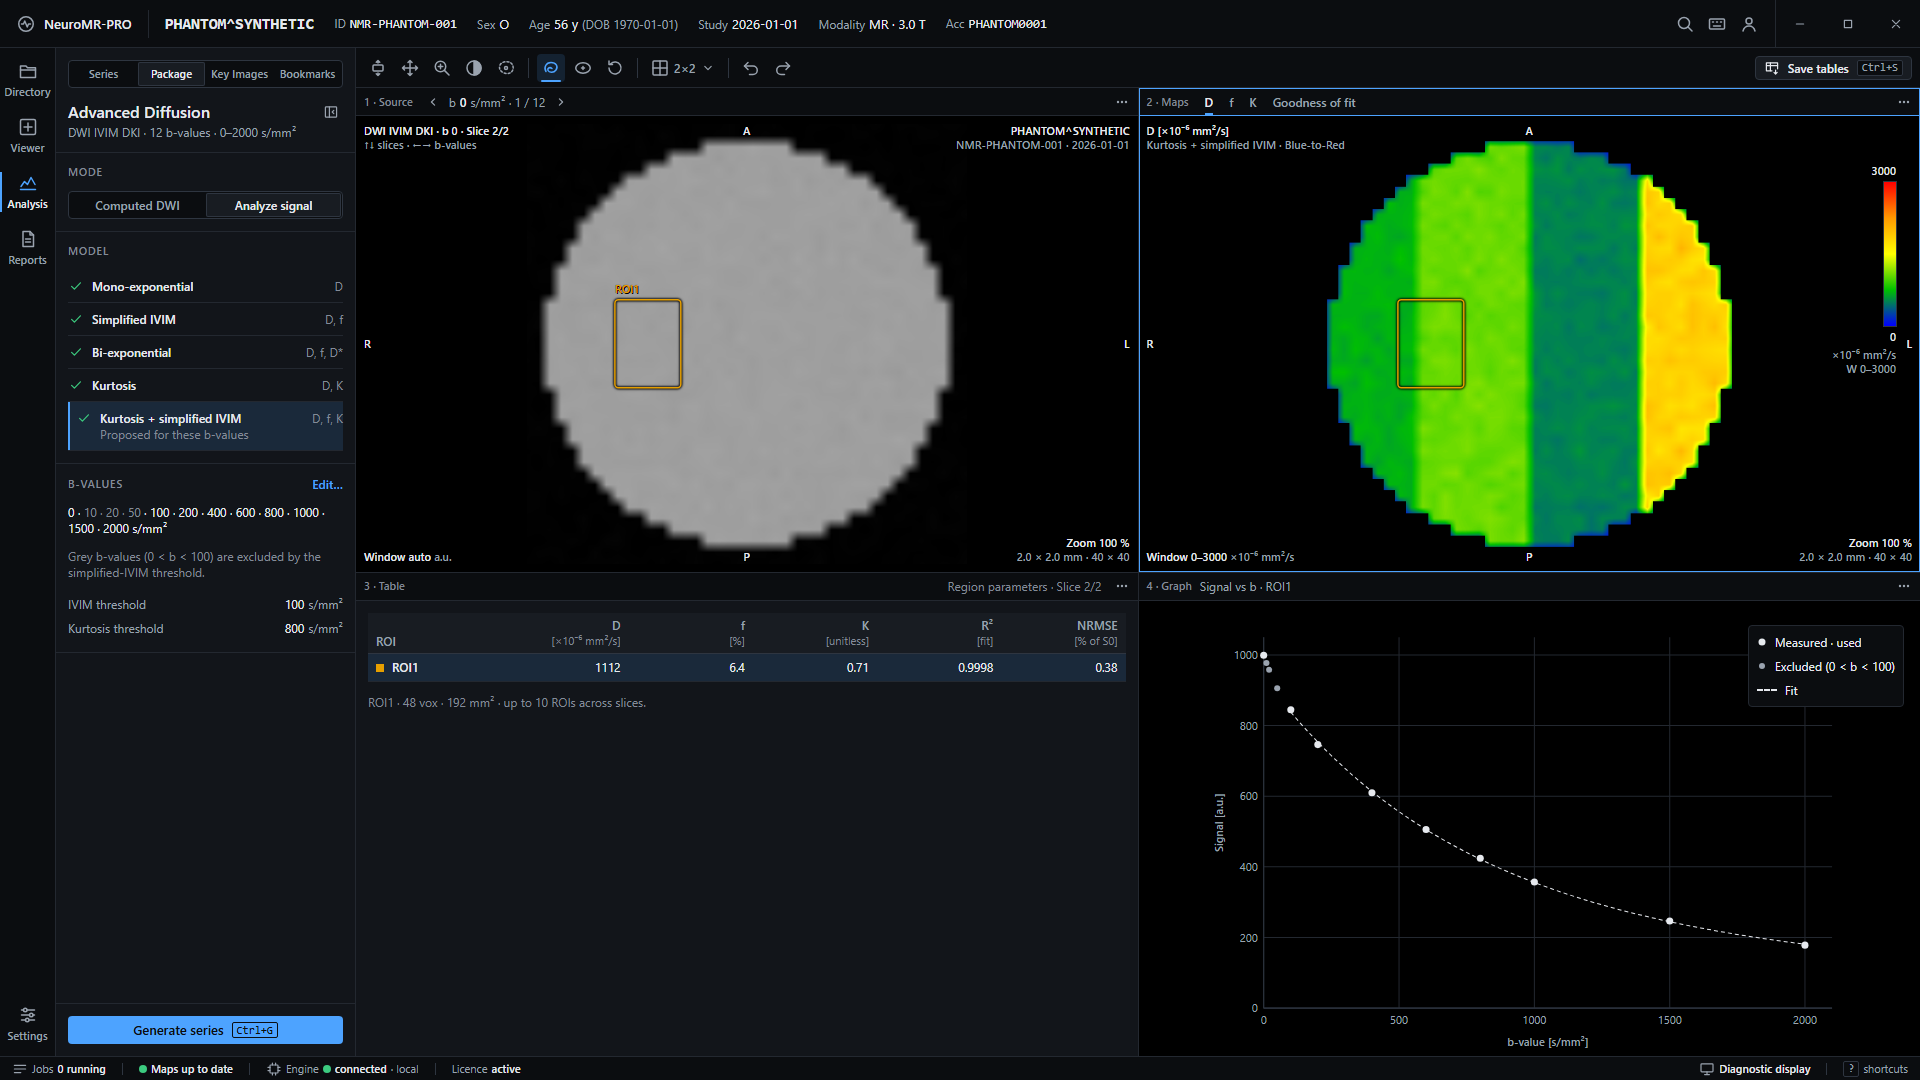 NeuroMR-PRO
PHANTOM^SYNTHETIC ID NMR-PHANTOM-001 Sex O Age 56 y (DOB 1970-01-01) Study 2026-01-01 Modality MR · 3.0 T Acc PHANTOM0001
Directory
Viewer
Analysis
Reports
Settings
Series Package Key Images Bookmarks
Advanced Diffusion
DWI IVIM DKI · 12 b-values · 0–2000 s/mm²
MODE
Computed DWI Analyze signal
MODEL
Mono-exponential D
Simplified IVIM D, f
Bi-exponential D, f, D*
Kurtosis D, K
Kurtosis + simplified IVIM D, f, K
Proposed for these b-values
B-VALUES Edit...
0 · 10 · 20 · 50 · 100 · 200 · 400 · 600 · 800 · 1000 ·
1500 · 2000 s/mm²
Grey b-values (0 < b < 100) are excluded by the
simplified-IVIM threshold.
IVIM threshold 100 s/mm²
Kurtosis threshold 800 s/mm²
Generate series Ctrl+G
2×2
Save tables Ctrl+S
1 · Source b 0 s/mm² · 1 / 12
DWI IVIM DKI · b 0 · Slice 2/2
↑↓ slices · ←→ b-values
A
PHANTOM^SYNTHETIC
NMR-PHANTOM-001 · 2026-01-01
ROI1
R
L
Window auto a.u.
P
Zoom 100 %
2.0 × 2.0 mm · 40 × 40
2 · Maps D f K Goodness of fit
D [×10⁻⁶ mm²/s]
Kurtosis + simplified IVIM · Blue-to-Red
A
3000
0
×10⁻⁶ mm²/s
W 0–3000
R
L
Window 0–3000 ×10⁻⁶ mm²/s
P
Zoom 100 %
2.0 × 2.0 mm · 40 × 40
3 · Table Region parameters · Slice 2/2
ROI D f K R² NRMSE
[×10⁻⁶ mm²/s] [%] [unitless] [fit] [% of S0]
ROI1 1112 6.4 0.71 0.9998 0.38
ROI1 · 48 vox · 192 mm² · up to 10 ROIs across slices.
4 · Graph Signal vs b · ROI1
Measured · used
Excluded (0 < b < 100)
Fit
1000
800
600
400
200
0
Signal [a.u.]
0 500 1000 1500 2000
b-value [s/mm²]
Jobs 0 running Maps up to date Engine connected · local Licence active
Diagnostic display ? shortcuts